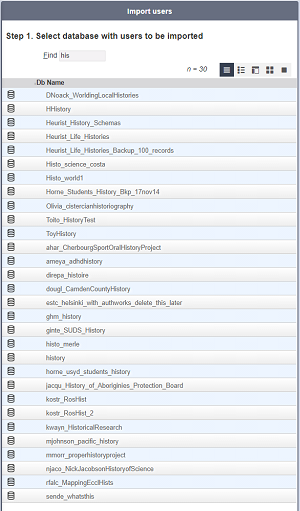 Import users
Step 1. Select database with users to be imported
Find his
n = 30
Db Name
DNoack_WorldingLocalHistories
HHistory
Heurist_History_Schemas
Heurist_Life_Histories
Heurist_Life_Histories_Backup_100_records
Histo_science_costa
Histo_world1
Horne_Students_History_Bkp_17nov14
Olivia_cistercianhistoriography
Tolto_HistoryTest
ToyHistory
ahar_CherbourgSportOralHistoryProject
ameya_adhdhistory
direpa_histoire
dougl_CamdenCountyHistory
estc_helsinki_with_authworks_delete_this_later
ghm_history
ginte_SUDS_History
histo_merle
history
horne_usyd_students_history
jacqu_History_of_Aboriginies_Protection_Board
kostr_RosHist
kostr_RosHist_2
kwayn_HistoricalResearch
mjohnson_pacific_history
mmorr_properhistoryproject
njaco_NickJacobsonHistoryofScience
rfalc_MappingEcclHists
sende_whatsthis